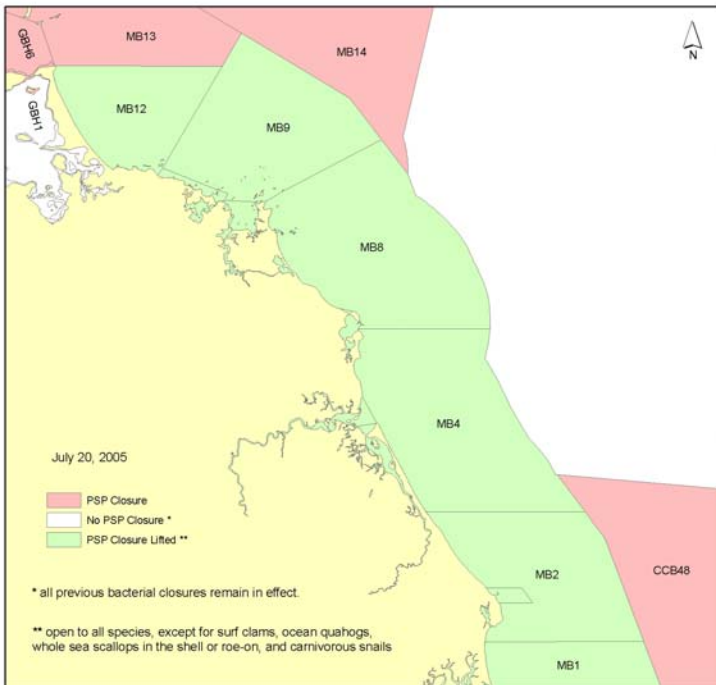 MB13
MB14
N
GBH6
GBH1
MB12
MB9
MB8
MB4
July 20, 2005
PSP Closure
No PSP Closure *
PSP Closure Lifted **
MB2
CCB48
* all previous bacterial closures remain in effect.
** open to all species, except for surf clams, ocean quahogs,
whole sea scallops in the shell or roe-on, and carnivorous snails
MB1